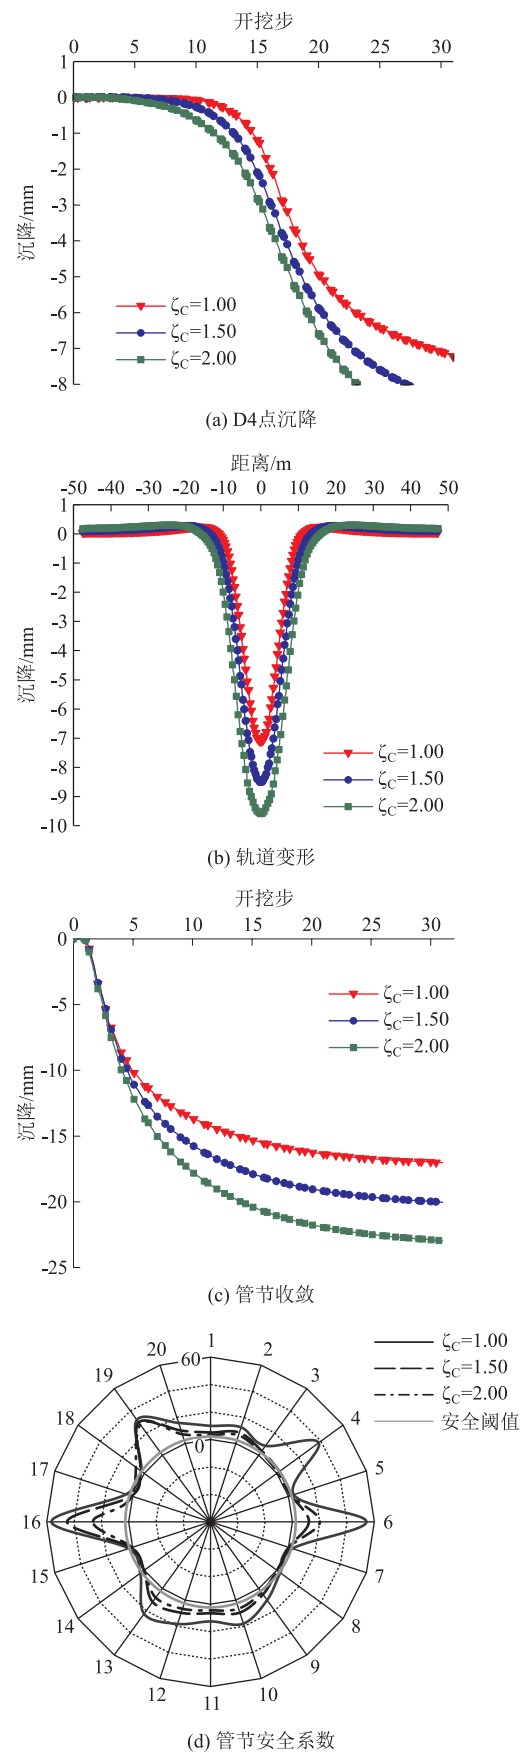 开挖步
0 5 10 15 20 25 30
1
0
-1
-2
-3
-4
-5
-6
-7
-8
沉降/mm
ζC=1.00
ζC=1.50
ζC=2.00
(a) D4点沉降
距离/m
-50 -40 -30 -20 -10 0 10 20 30 40 50
1
0
-1
-2
-3
-4
-5
-6
-7
-8
-9
-10
沉降/mm
ζC=1.00
ζC=1.50
ζC=2.00
(b) 轨道变形
开挖步
0 5 10 15 20 25 30
0
-5
-10
-15
-20
-25
沉降/mm
ζC=1.00
ζC=1.50
ζC=2.00
(c) 管节收敛
ζC=1.00
ζC=1.50
ζC=2.00
安全阈值
60
0
1
2
3
4
5
6
7
8
9
10
11
12
13
14
15
16
17
18
19
20
(d) 管节安全系数